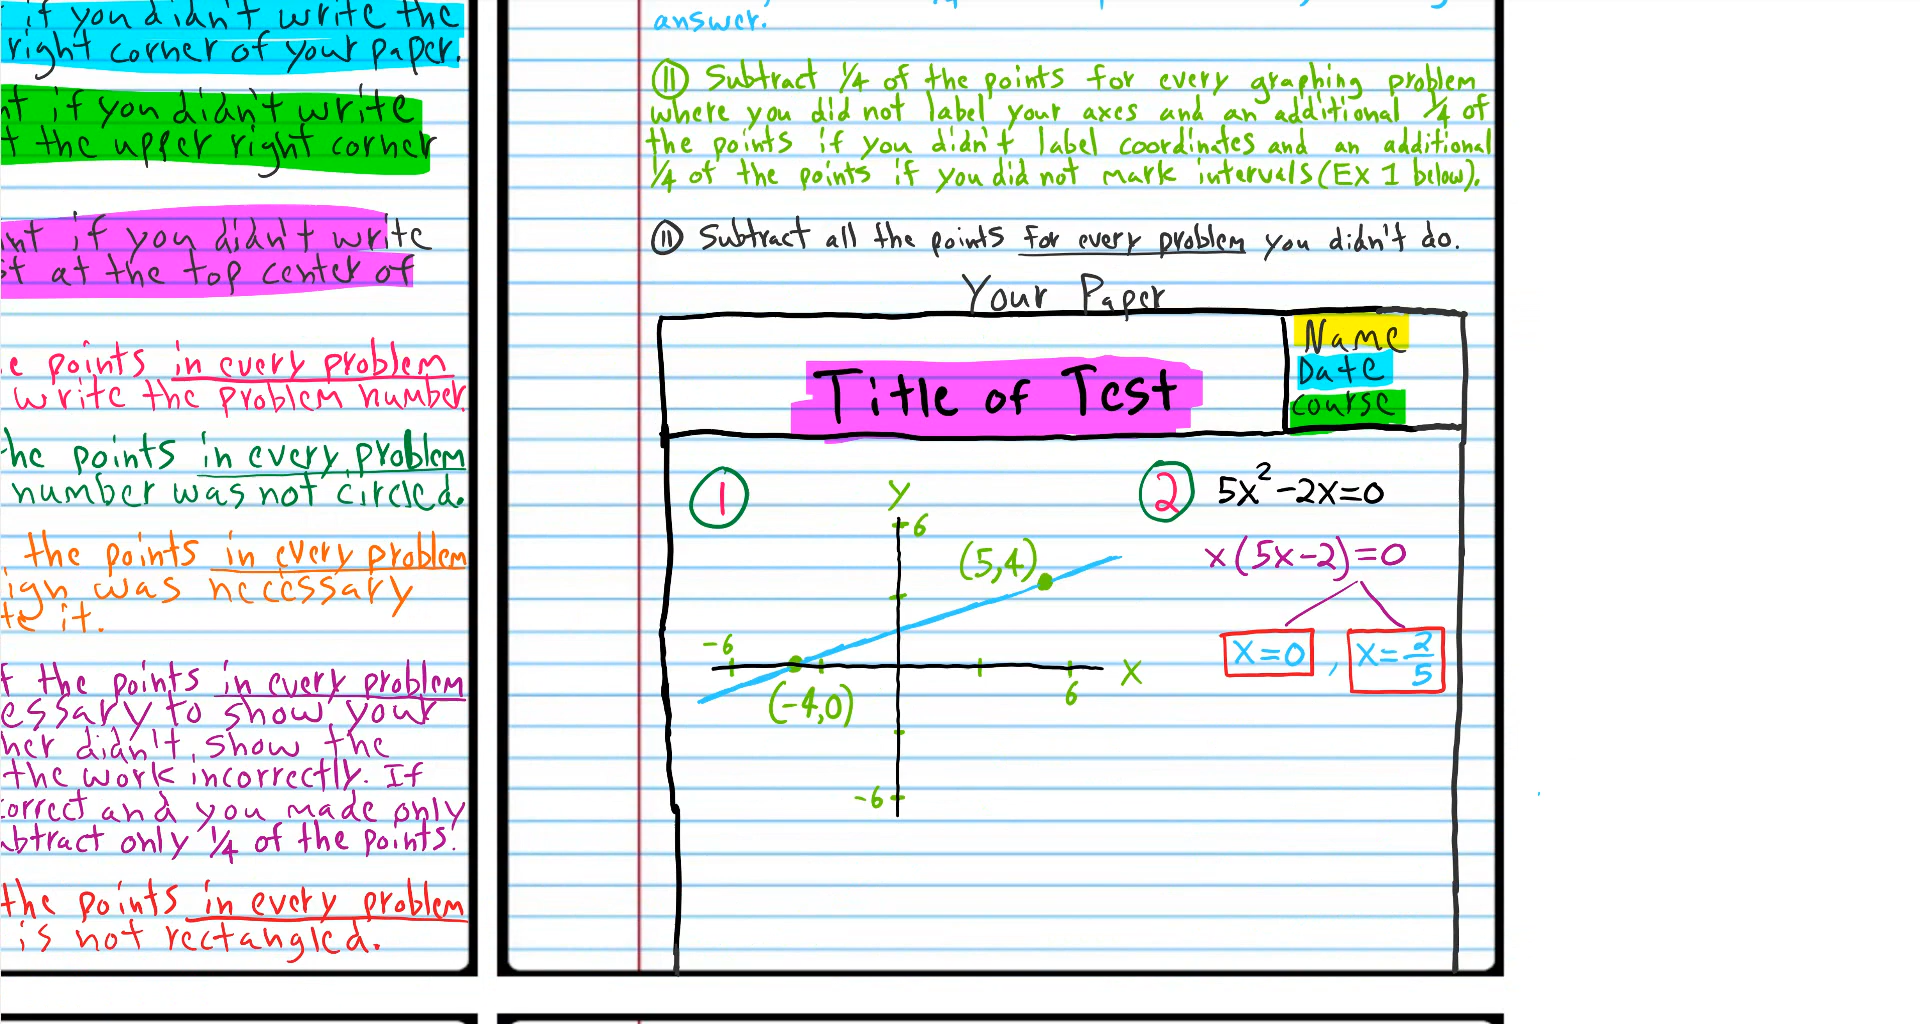 if you didn't write the
right corner of your paper.
nt if you didn't write
t the upper right corner
int if you didn't write
st at the top center of
e points in every problem
write the problem number.
the points in every problem
number was not circled.
the points in every problem
ign was necessary
te it.
f the points in every problem
essary to show your
her didn't show the
the work incorrectly. If
correct and you made only
btract only 1/4 of the points.
the points in every problem
is not rectangled.
answer.
⑪ Subtract 1/4 of the points for every graphing problem
where you did not label your axes and an additional 1/4 of
the points if you didn't label coordinates and an additional
1/4 of the points if you did not mark intervals (Ex 1 below).
⑪ Subtract all the points for every problem you didn't do.
Your Paper
Title of Test
Name
Date
Course
① 
Y
6
(5,4)
-6
X
6
(-4,0)
-6
② 5x²-2x=0
x(5x-2)=0
x=0, x=2/5